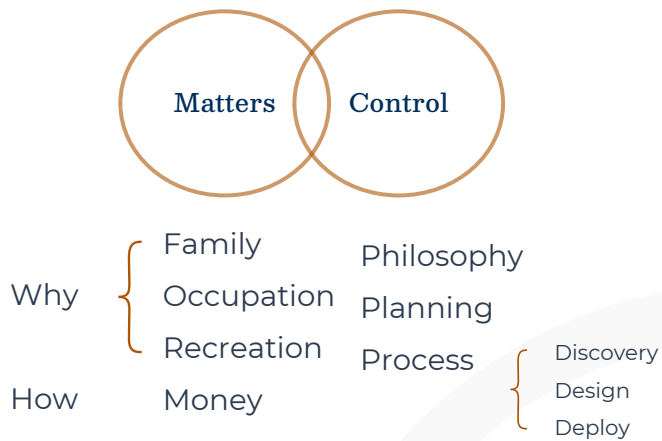 Matters Control
Family
Philosophy
Why
Occupation
Planning
Recreation
Process
Discovery
Design
How
Money
Deploy